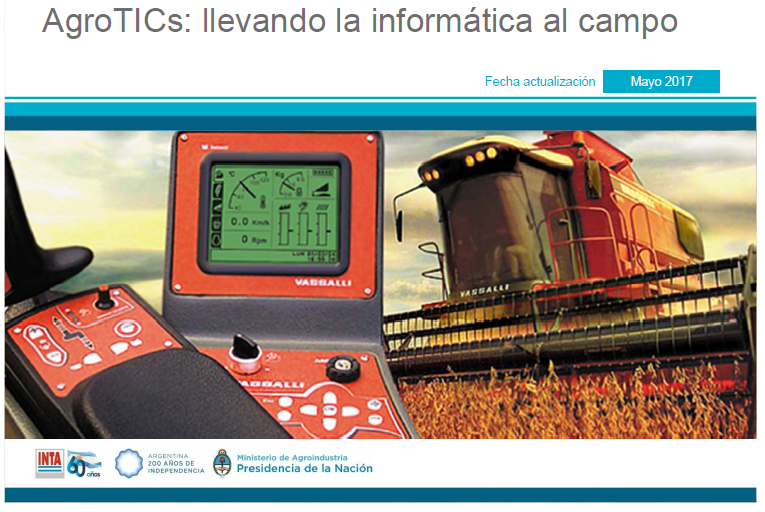 AgroTICs: llevando la informática al campo
Fecha actualización
Mayo 2017
Sensor
°C
Kg
0.0 Km/h
0 Rpm
VASSALLI
VASSALLI
VASSALLI
INTA
60 años
ARGENTINA
200 AÑOS DE
INDEPENDENCIA
Ministerio de Agroindustria
Presidencia de la Nación